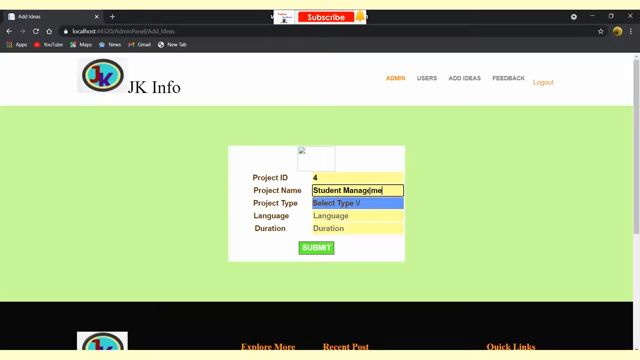 Add Ideas
Subscribe
localhost:44320/AdminPanel/Add_Ideas
Apps YouTube Maps News Gmail New Tab
JK JK Info ADMIN USERS ADD IDEAS FEEDBACK Logout
Project ID 4
Project Name Student Manageme
Project Type Select Type \/
Language Language
Duration Duration
SUBMIT
Explore More Recent Post Quick Links